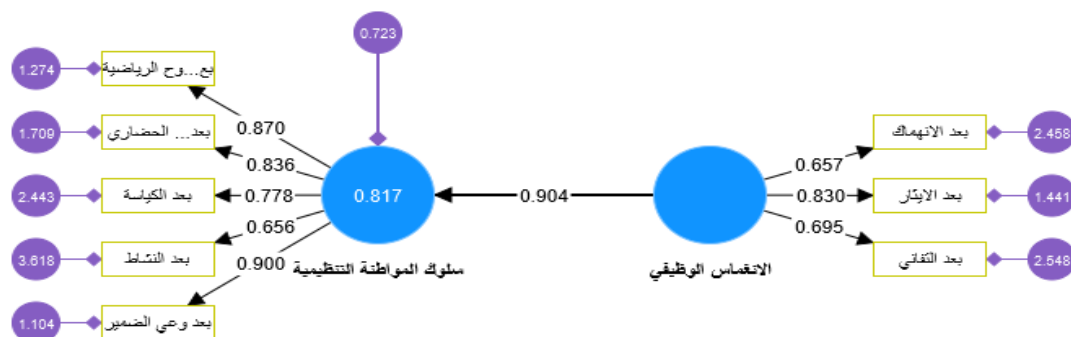 0.723
1.274
بع...وح الرياضية
0.870
1.709
بعد... الحضاري
0.836
2.443
بعد الكياسة
0.778
3.618
بعد النشاط
0.656
1.104
بعد وعي الضمير
0.900
0.817
سلوك المواطنة التنظيمية
0.904
الانغماس الوظيفي
0.657
بعد الانهماك
2.458
0.830
بعد الايثار
1.441
0.695
بعد التفاني
2.548